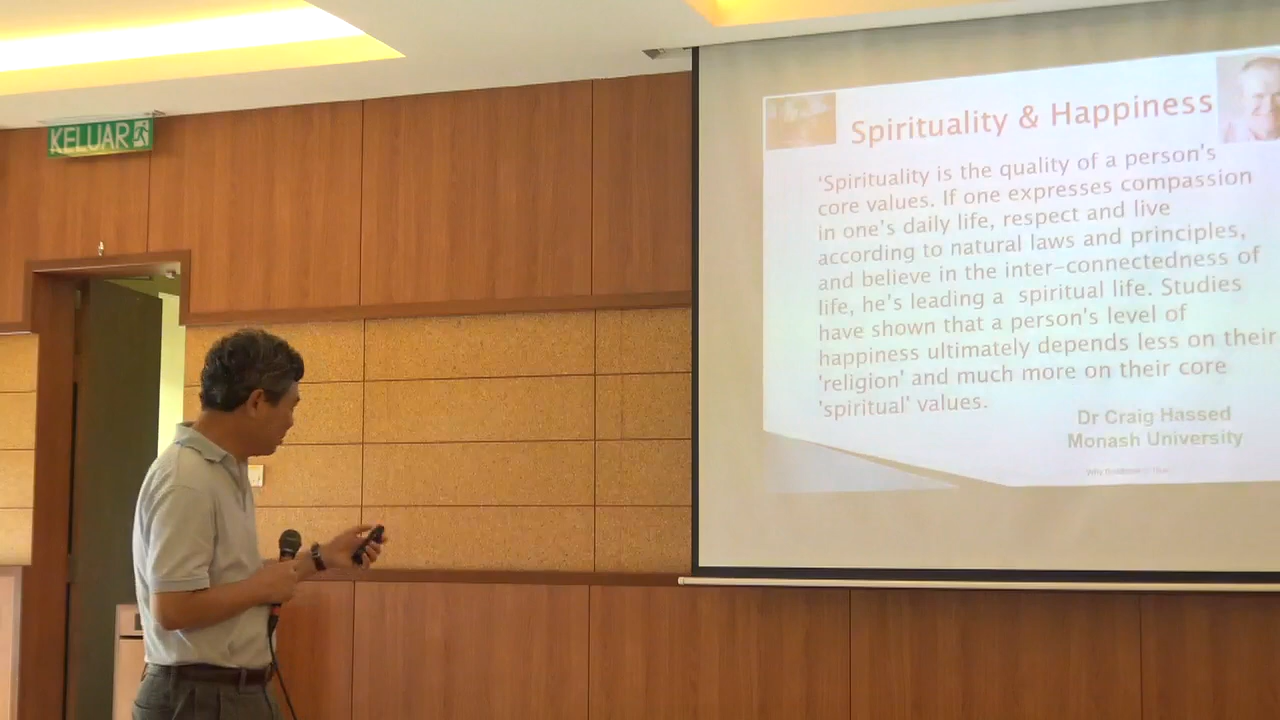 KELUAR
Spirituality & Happiness
'Spirituality is the quality of a person's
core values. If one expresses compassion
in one's daily life, respect and live
according to natural laws and principles,
and believe in the inter-connectedness of
life, he's leading a spiritual life. Studies
have shown that a person's level of
happiness ultimately depends less on their
'religion' and much more on their core
'spiritual' values.
Dr Craig Hassed
Monash University